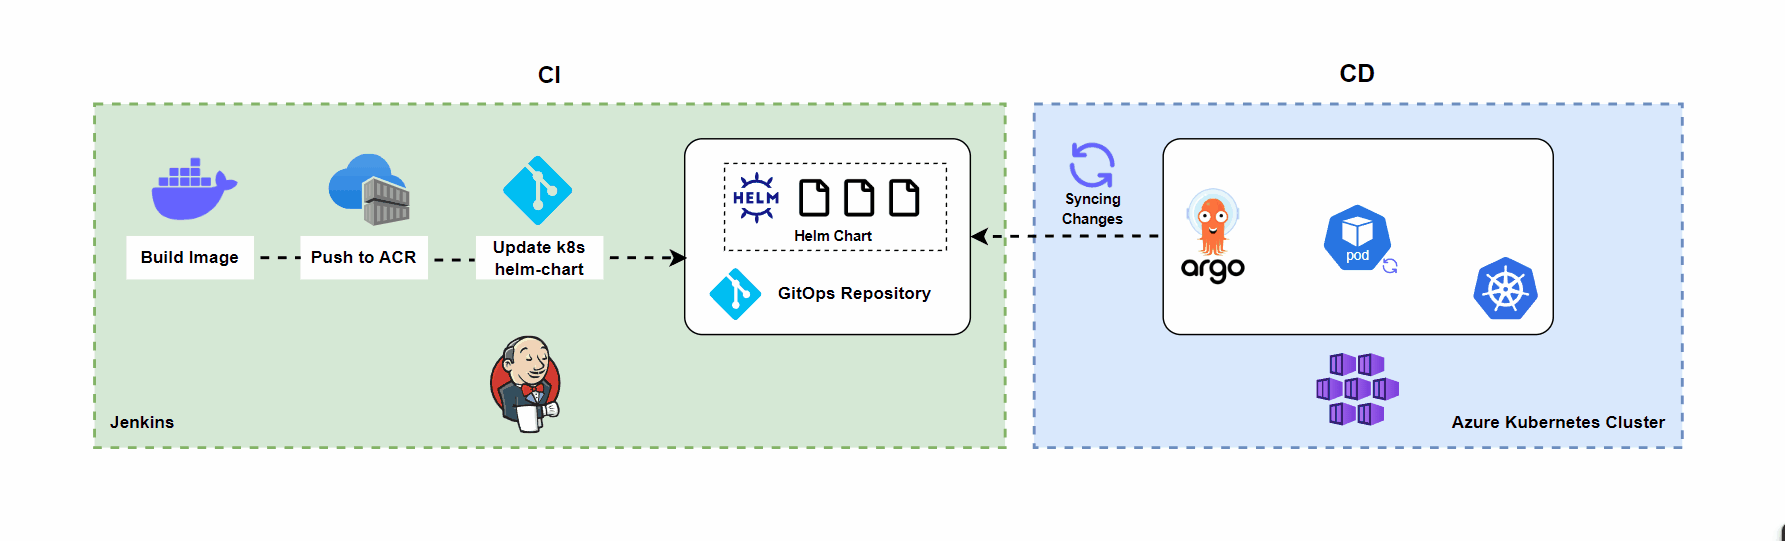 CI
CD
Build Image
Push to ACR
Update k8s
helm-chart
HELM
Helm Chart
GitOps Repository
Jenkins
Syncing
Changes
argo
pod
Azure Kubernetes Cluster